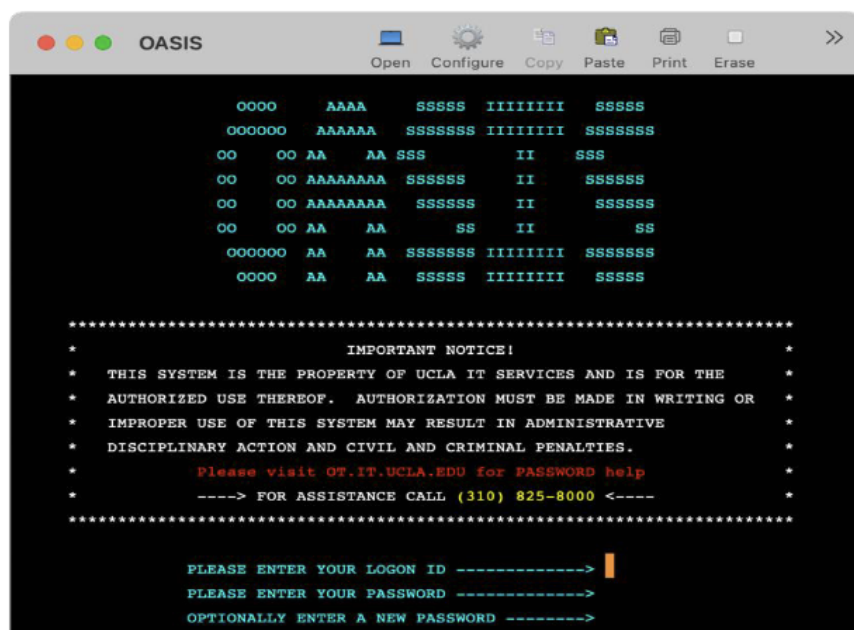 OASIS
Open Configure Copy Paste Print Erase
OOOO AAAA SSSSS IIIIIIII SSSSS
OOOOOO AAAAAA SSSSSSS IIIIIIII SSSSSSS
OO OO AA AA SSS II SSS
OO OO AAAAAAAA SSSSSS II SSSSSS
OO OO AAAAAAAA SSSSSS II SSSSSS
OO OO AA AA SS II SS
OOOOOO AA AA SSSSSSS IIIIIIII SSSSSSS
OOOO AA AA SSSSS IIIIIIII SSSSS
*************************************************************************
* IMPORTANT NOTICE! *
* THIS SYSTEM IS THE PROPERTY OF UCLA IT SERVICES AND IS FOR THE *
* AUTHORIZED USE THEREOF. AUTHORIZATION MUST BE MADE IN WRITING OR *
* IMPROPER USE OF THIS SYSTEM MAY RESULT IN ADMINISTRATIVE *
* DISCIPLINARY ACTION AND CIVIL AND CRIMINAL PENALTIES. *
* Please visit OT.IT.UCLA.EDU for PASSWORD help *
* ----> FOR ASSISTANCE CALL (310) 825-8000 <---- *
*************************************************************************
PLEASE ENTER YOUR LOGON ID ------------->
PLEASE ENTER YOUR PASSWORD ------------->
OPTIONALLY ENTER A NEW PASSWORD -------->